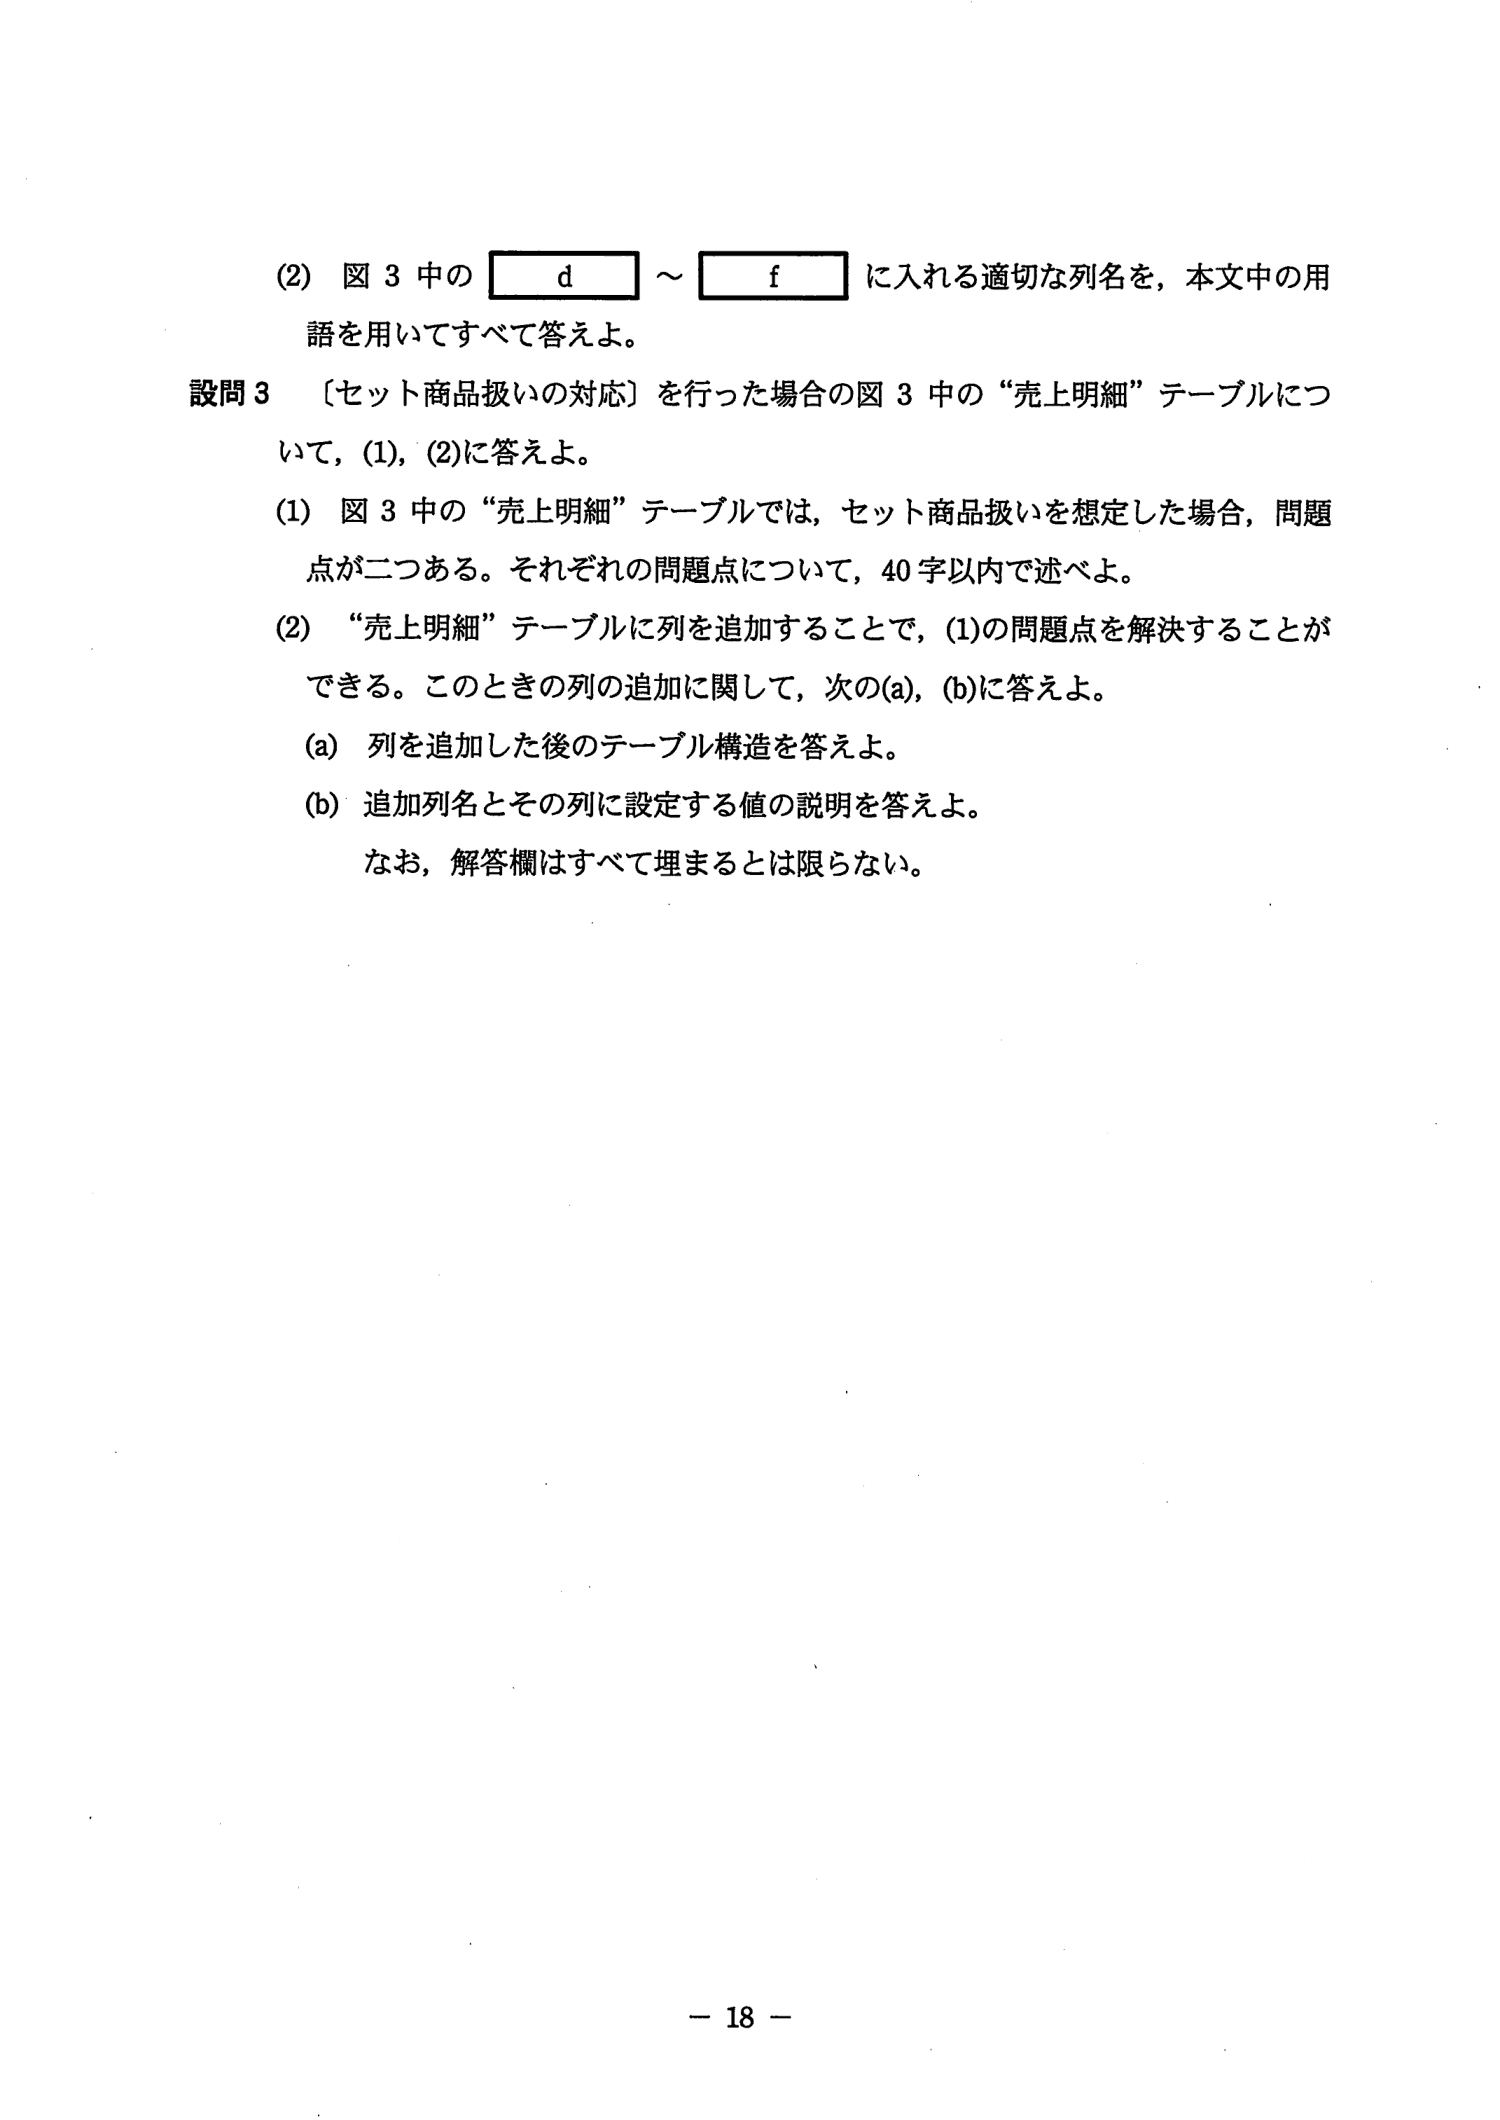 (2) 図 3 中の d ～ f に入れる適切な列名を，本文中の用
語を用いてすべて答えよ。
設問 3 〔セット商品扱いの対応〕を行った場合の図 3 中の“売上明細”テーブルにつ
いて，(1)，(2)に答えよ。
(1) 図 3 中の“売上明細”テーブルでは，セット商品扱いを想定した場合，問題
点が二つある。それぞれの問題点について，40 字以内で述べよ。
(2) “売上明細”テーブルに列を追加することで，(1)の問題点を解決することが
できる。このときの列の追加に関して，次の(a)，(b)に答えよ。
(a) 列を追加した後のテーブル構造を答えよ。
(b) 追加列名とその列に設定する値の説明を答えよ。
なお，解答欄はすべて埋まるとは限らない。
－ 18 －